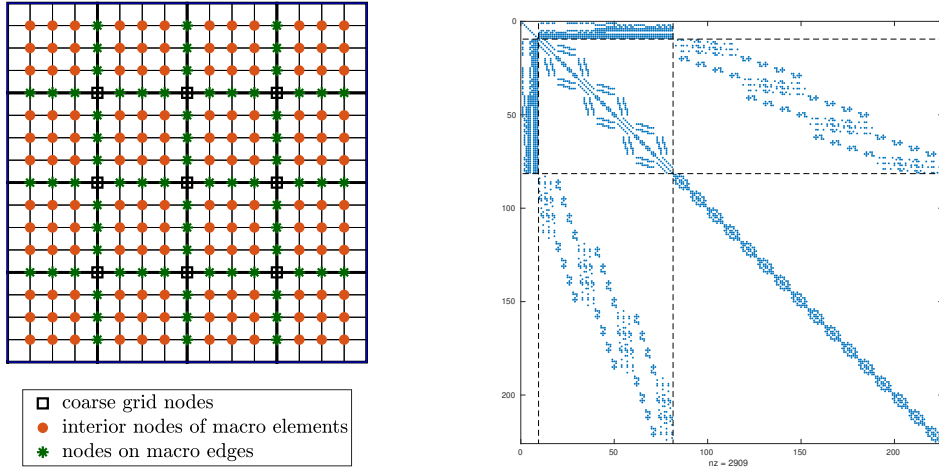 coarse grid nodes
interior nodes of macro elements
nodes on macro edges
0
50
100
150
200
0
50
100
150
200
nz = 2909